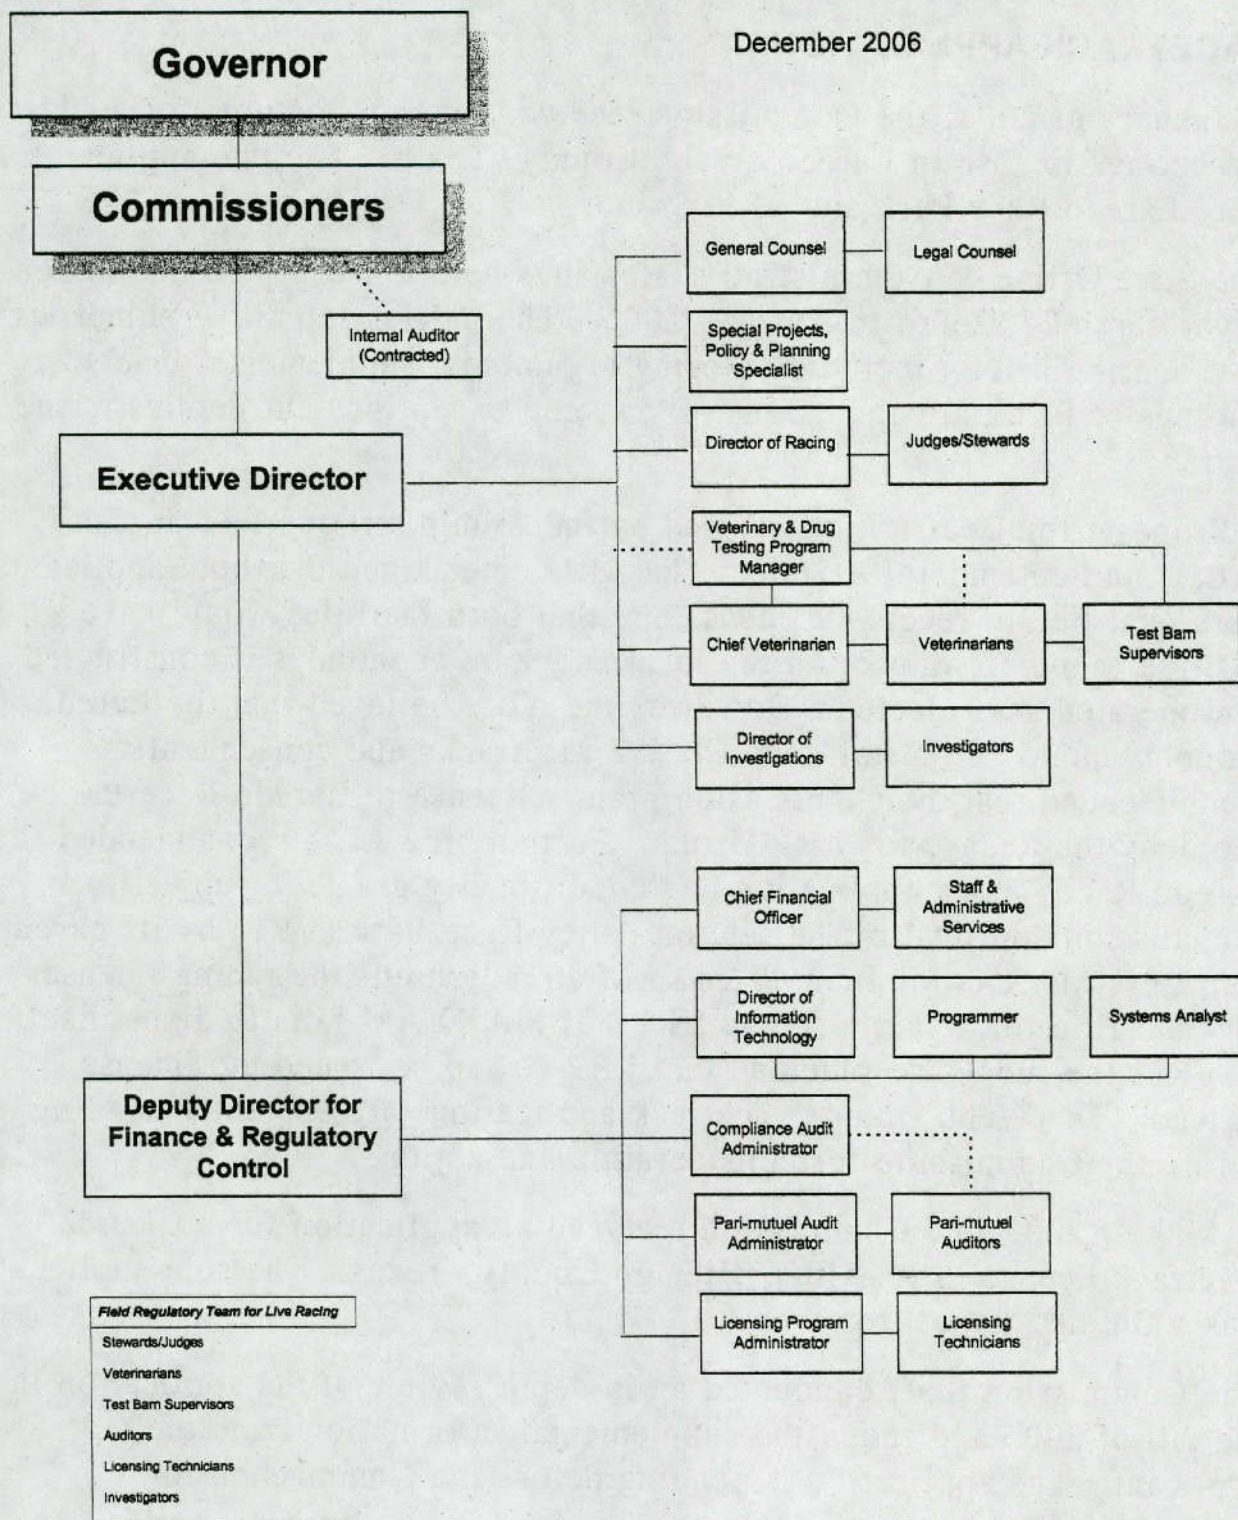 December 2006
Governor
Commissioners
Internal Auditor
(Contracted)
Executive Director
General Counsel
Legal Counsel
Special Projects,
Policy & Planning
Specialist
Director of Racing
Judges/Stewards
Veterinary & Drug
Testing Program
Manager
Chief Veterinarian
Veterinarians
Test Barn
Supervisors
Director of
Investigations
Investigators
Chief Financial
Officer
Staff &
Administrative
Services
Director of
Information
Technology
Programmer
Systems Analyst
Deputy Director for
Finance & Regulatory
Control
Compliance Audit
Administrator
Pari-mutuel Audit
Administrator
Pari-mutuel
Auditors
Licensing Program
Administrator
Licensing
Technicians
Field Regulatory Team for Live Racing
Stewards/Judges
Veterinarians
Test Barn Supervisors
Auditors
Licensing Technicians
Investigators